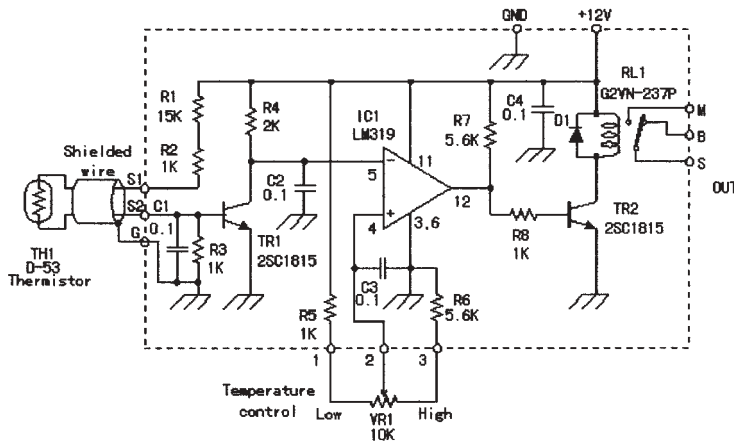 GND
+12V
RL1
G2VN-237P
R1
15K
R4
2K
IC1
LM319
R7
5.6K
C4
0.1
D1
M
B
S
OUT
Shielded
wire
R2
1K
S1
S2
G
C1
0.1
C2
0.1
5
11
4
3,6
12
TH1
D-53
Thermistor
R3
1K
TR1
2SC1815
R8
1K
TR2
2SC1815
C3
0.1
R5
1K
R6
5.6K
1
2
3
Temperature
control
Low
High
VR1
10K